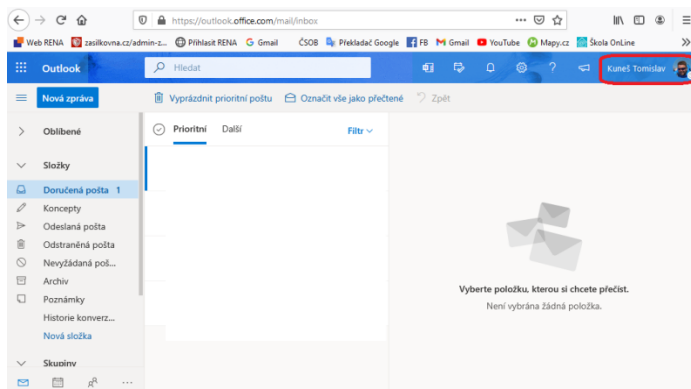 https://outlook.office.com/mail/inbox
Web RENA zasilkovna.cz/admin-z... Přihlasit RENA G Gmail ČSOB Překladač Google FB M Gmail YouTube Mapy.cz Škola OnLine
Outlook Hledat Kuneš Tomislav
Nová zpráva Vyprázdnit prioritní poštu Označit vše jako přečtené Zpět
Oblíbené
Prioritní Další Filtr
Složky
Doručená pošta 1
Koncepty
Odeslaná pošta
Odstraněná pošta
Nevyžádaná poš...
Archiv
Poznámky
Historie konverz...
Nová složka
Skupiny
Vyberte položku, kterou si chcete přečíst.
Není vybrána žádná položka.